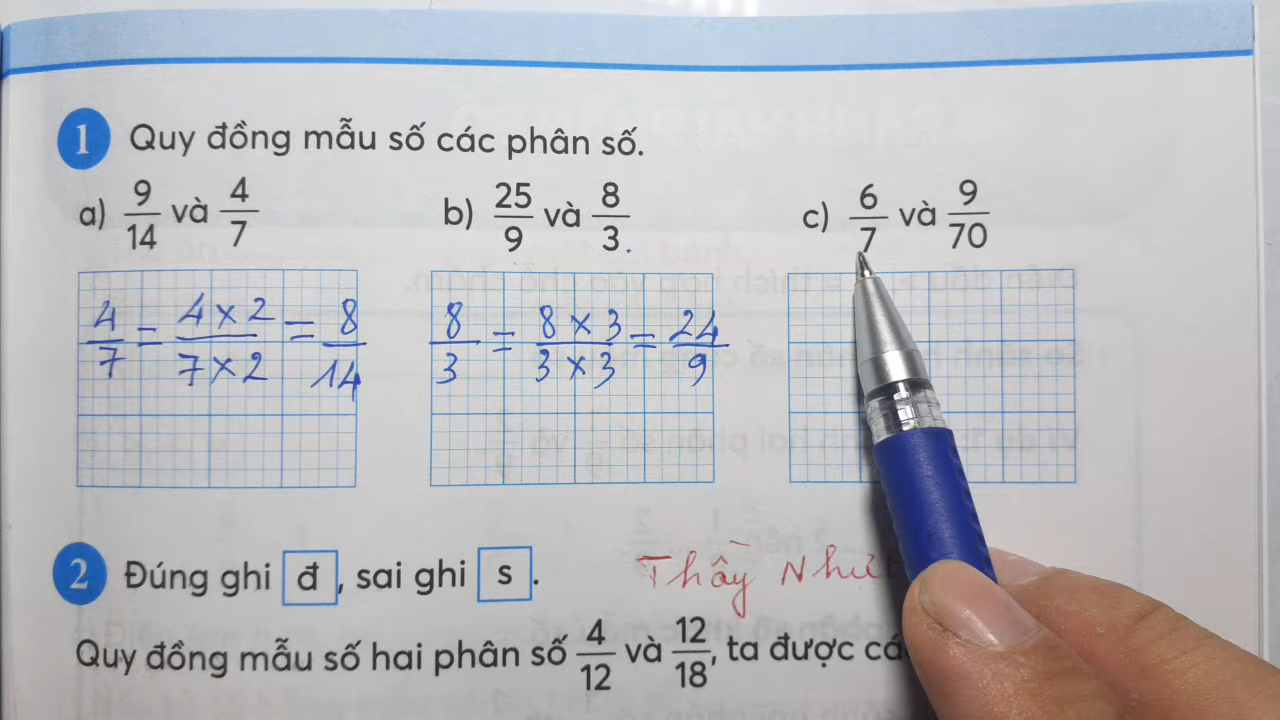 1 Quy đồng mẫu số các phân số.
a) 9/14 và 4/7 b) 25/9 và 8/3 c) 6/7 và 9/70
4/7 = 4 × 2 / 7 × 2 = 8/14 8/3 = 8 × 3 / 3 × 3 = 24/9
2 Đúng ghi đ, sai ghi s.
Thầy Nhựt
Quy đồng mẫu số hai phân số 4/12 và 12/18, ta được